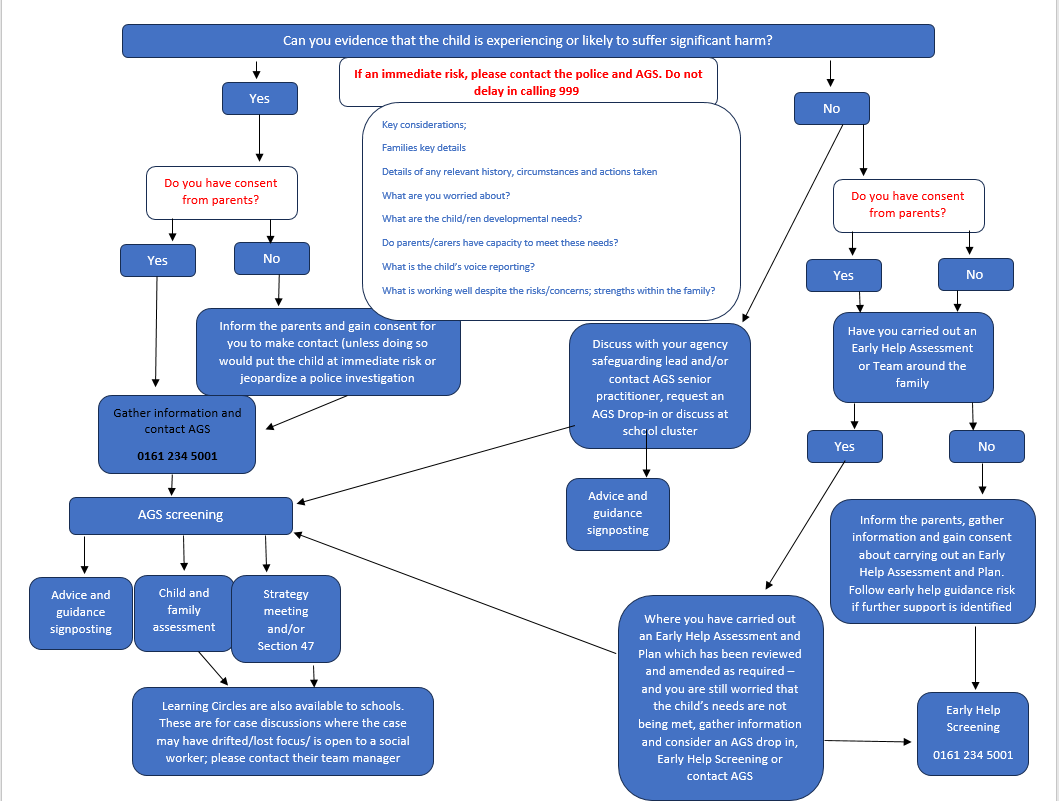 Can you evidence that the child is experiencing or likely to suffer significant harm?
If an immediate risk, please contact the police and AGS. Do not
delay in calling 999
Yes
No
Key considerations;
Families key details
Details of any relevant history, circumstances and actions taken
What are you worried about?
What are the child/ren developmental needs?
Do parents/carers have capacity to meet these needs?
What is the child's voice reporting?
What is working well despite the risks/concerns; strengths within the family?
Do you have consent
from parents?
Yes
No
Inform the parents and gain consent for
you to make contact (unless doing so
would put the child at immediate risk or
jeopardize a police investigation
Gather information and
contact AGS
0161 234 5001
AGS screening
Advice and
guidance
signposting
Child and
family
assessment
Strategy
meeting
and/or
Section 47
Learning Circles are also available to schools.
These are for case discussions where the case
may have drifted/lost focus/ is open to a social
worker; please contact their team manager
Discuss with your agency
safeguarding lead and/or
contact AGS senior
practitioner, request an
AGS Drop-in or discuss at
school cluster
Advice and
guidance
signposting
Do you have consent
from parents?
Yes
No
Have you carried out an
Early Help Assessment
or Team around the
family
Yes
No
Inform the parents, gather
information and gain consent
about carrying out an Early
Help Assessment and Plan.
Follow early help guidance risk
if further support is identified
Where you have carried out
an Early Help Assessment and
Plan which has been reviewed
and amended as required –
and you are still worried that
the child's needs are not
being met, gather information
and consider an AGS drop in,
Early Help Screening or
contact AGS
Early Help
Screening
0161 234 5001